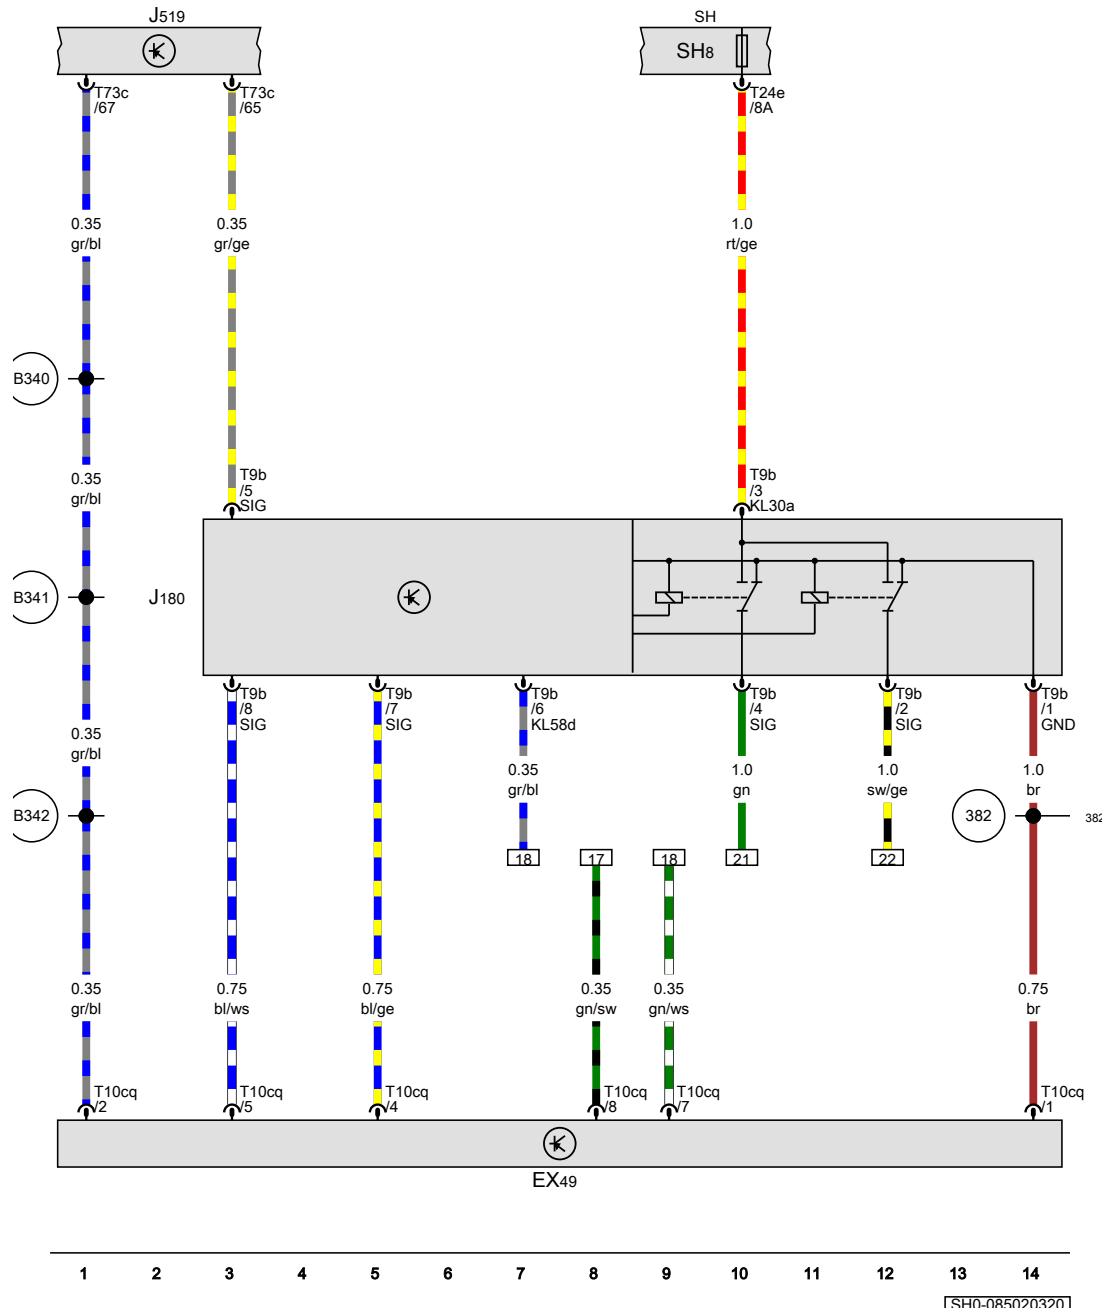 J519
SH
SH8
T73c
/67
T73c
/65
T24e
/8A
0.35
gr/bl
0.35
gr/ge
1.0
rt/ge
B340
0.35
gr/bl
T9b
/5
SIG
T9b
/3
KL30a
B341
J180
T9b
/8
SIG
T9b
/7
SIG
T9b
/6
KL58d
T9b
/4
SIG
T9b
/2
SIG
T9b
/1
GND
0.35
gr/bl
0.35
gr/bl
1.0
gn
1.0
sw/ge
1.0
br
B342
382
382
18
17
18
21
22
0.35
gr/bl
0.75
bl/ws
0.75
bl/ge
0.35
gn/sw
0.35
gn/ws
0.75
br
T10cq
/2
T10cq
/5
T10cq
/4
T10cq
/8
T10cq
/7
T10cq
/1
EX49
1 2 3 4 5 6 7 8 9 10 11 12 13 14
SH0-085020320